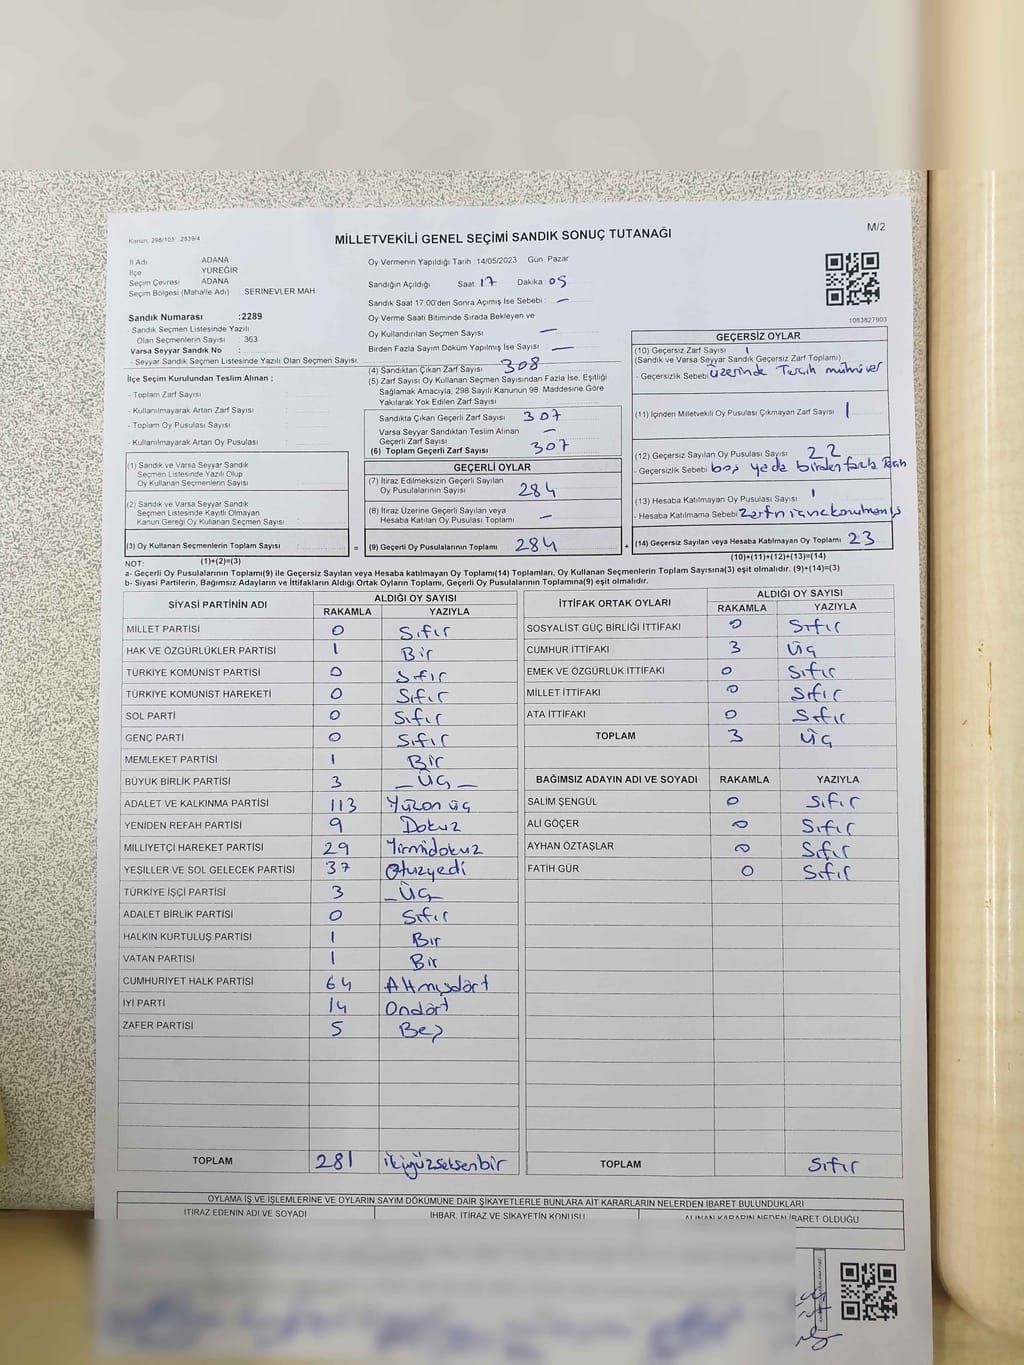 Kanun: 298/105 2839/4
MİLLETVEKİLİ GENEL SEÇİMİ SANDIK SONUÇ TUTANAĞI
M/2
İl Adı ADANA
İlçe YÜREĞİR
Seçim Çevresi ADANA
Seçim Bölgesi (Mahalle Adı) SERİNEVLER MAH.
Sandık Numarası :2289
- Sandık Seçmen Listesinde Yazılı
Olan Seçmenlerin Sayısı : 363
Varsa Seyyar Sandık No :
- Seyyar Sandık Seçmen Listesinde Yazılı Olan Seçmen Sayısı:
Oy Vermenin Yapıldığı Tarih :14/05/2023 Gün: Pazar
Sandığın Açıldığı Saat: 17 Dakika: 05
Sandık Saat 17:00'den Sonra Açımış İse Sebebi : —
Oy Verme Saati Bitiminde Sırada Bekleyen ve
Oy Kullandırılan Seçmen Sayısı —
Birden Fazla Sayım Döküm Yapılmış İse Sayısı —
1083827903
İlçe Seçim Kurulundan Teslim Alınan ;
- Toplam Zarf Sayısı :
- Kullanılmayarak Artan Zarf Sayısı :
- Toplam Oy Pusulası Sayısı :
- Kullanılmayarak Artan Oy Pusulası :
(1) Sandık ve Varsa Seyyar Sandık
Seçmen Listesinde Yazılı Olup
Oy Kullanan Seçmenlerin Sayısı :
(2) Sandık ve Varsa Seyyar Sandık
Seçmen Listesinde Kayıtlı Olmayan
Kanun Gereği Oy Kullanan Seçmen Sayısı :
(3) Oy Kullanan Seçmenlerin Toplam Sayısı :
(1)+(2)=(3)
(4) Sandıktan Çıkan Zarf Sayısı 308
(5) Zarf Sayısı Oy Kullanan Seçmen Sayısından Fazla İse, Eşitliği
Sağlamak Amacıyla, 298 Sayılı Kanunun 98. Maddesine Göre
Yakılarak Yok Edilen Zarf Sayısı
Sandıkta Çıkan Geçerli Zarf Sayısı 307
Varsa Seyyar Sandıktan Teslim Alınan
Geçerli Zarf Sayısı —
(6) Toplam Geçerli Zarf Sayısı 307
GEÇERLİ OYLAR
(7) İtiraz Edilmeksizin Geçerli Sayılan
Oy Pusulalarının Sayısı 284
(8) İtiraz Üzerine Geçerli Sayılan veya
Hesaba Katılan Oy Pusulası Toplamı —
= (9) Geçerli Oy Pusulalarının Toplamı 284 +
GEÇERSİZ OYLAR
(10) Geçersiz Zarf Sayısı 1
(Sandık ve Varsa Seyyar Sandık Geçersiz Zarf Toplamı)
- Geçersizlik Sebebi üzerinde Tercih mühüver
(11) İçinden Milletvekili Oy Pusulası Çıkmayan Zarf Sayısı 1
(12) Geçersiz Sayılan Oy Pusulası Sayısı 22
- Geçersizlik Sebebi boş yede birdenfazla
(13) Hesaba Katılmayan Oy Pusulası Sayısı 1
- Hesaba Katılmama Sebebi
(14) Geçersiz Sayılan veya Hesaba Katılmayan Oy Toplamı 23
(10)+(11)+(12)+(13)=(14)
NOT:
a- Geçerli Oy Pusulalarının Toplamı(9) ile Geçersiz Sayılan veya Hesaba Katılmayan Oy Toplamı(14) Toplamları, Oy Kullanan Seçmenlerin Toplam Sayısına(3) eşit olmalıdır. (9)+(14)=(3)
b- Siyasi Partilerin, Bağımsız Adayların ve İttifakların Aldığı Ortak Oyların Toplamı, Geçerli Oy Pusulalarının Toplamına(9) eşit olmalıdır.
SİYASİ PARTİNİN ADI ALDIĞI OY SAYISI
RAKAMLA YAZIYLA
MİLLET PARTİSİ 0 Sıfır
HAK VE ÖZGÜRLÜKLER PARTİSİ 1 Bir
TÜRKİYE KOMÜNİST PARTİSİ 0 Sıfır
TÜRKİYE KOMÜNİST HAREKETİ 0 Sıfır
SOL PARTİ 0 Sıfır
GENÇ PARTİ 0 Sıfır
MEMLEKET PARTİSİ 1 Bir
BÜYÜK BİRLİK PARTİSİ 3 _ Üç _
ADALET VE KALKINMA PARTİSİ 113 Yüzon üç
YENİDEN REFAH PARTİSİ 9 Dokuz
MİLLİYETÇİ HAREKET PARTİSİ 29 Yirmidokuz
YEŞİLLER VE SOL GELECEK PARTİSİ 37 Otuzyedi
TÜRKİYE İŞÇİ PARTİSİ 3 _Üç_
ADALET BİRLİK PARTİSİ 0 Sıfır
HALKIN KURTULUŞ PARTİSİ 1 Bir
VATAN PARTİSİ 1 Bir
CUMHURİYET HALK PARTİSİ 64 Altmışdört
İYİ PARTİ 14 Ondört
ZAFER PARTİSİ 5 Beş
TOPLAM 281 ikiyüzseksenbir
İTTİFAK ORTAK OYLARI ALDIĞI OY SAYISI
RAKAMLA YAZIYLA
SOSYALİST GÜÇ BİRLİĞİ İTTİFAKI 0 Sıfır
CUMHUR İTTİFAKI 3 Üç
EMEK VE ÖZGÜRLÜK İTTİFAKI 0 Sıfır
MİLLET İTTİFAKI 0 Sıfır
ATA İTTİFAKI 0 Sıfır
TOPLAM 3 Üç
BAĞIMSIZ ADAYIN ADI VE SOYADI RAKAMLA YAZIYLA
SALİM ŞENGÜL 0 Sıfır
ALİ GÖÇER 0 Sıfır
AYHAN ÖZTAŞLAR 0 Sıfır
FATİH GÜR 0 Sıfır
TOPLAM Sıfır
OYLAMA İŞ VE İŞLEMLERİNE VE OYLARIN SAYIM DÖKÜMÜNE DAİR ŞİKAYETLERLE BUNLARA AİT KARARLARIN NELERDEN İBARET BULUNDUKLARI
İTİRAZ EDENİN ADI VE SOYADI İHBAR, İTİRAZ VE ŞİKAYETİN KONUSU ALINAN KARARIN NEDEN İBARET OLDUĞU